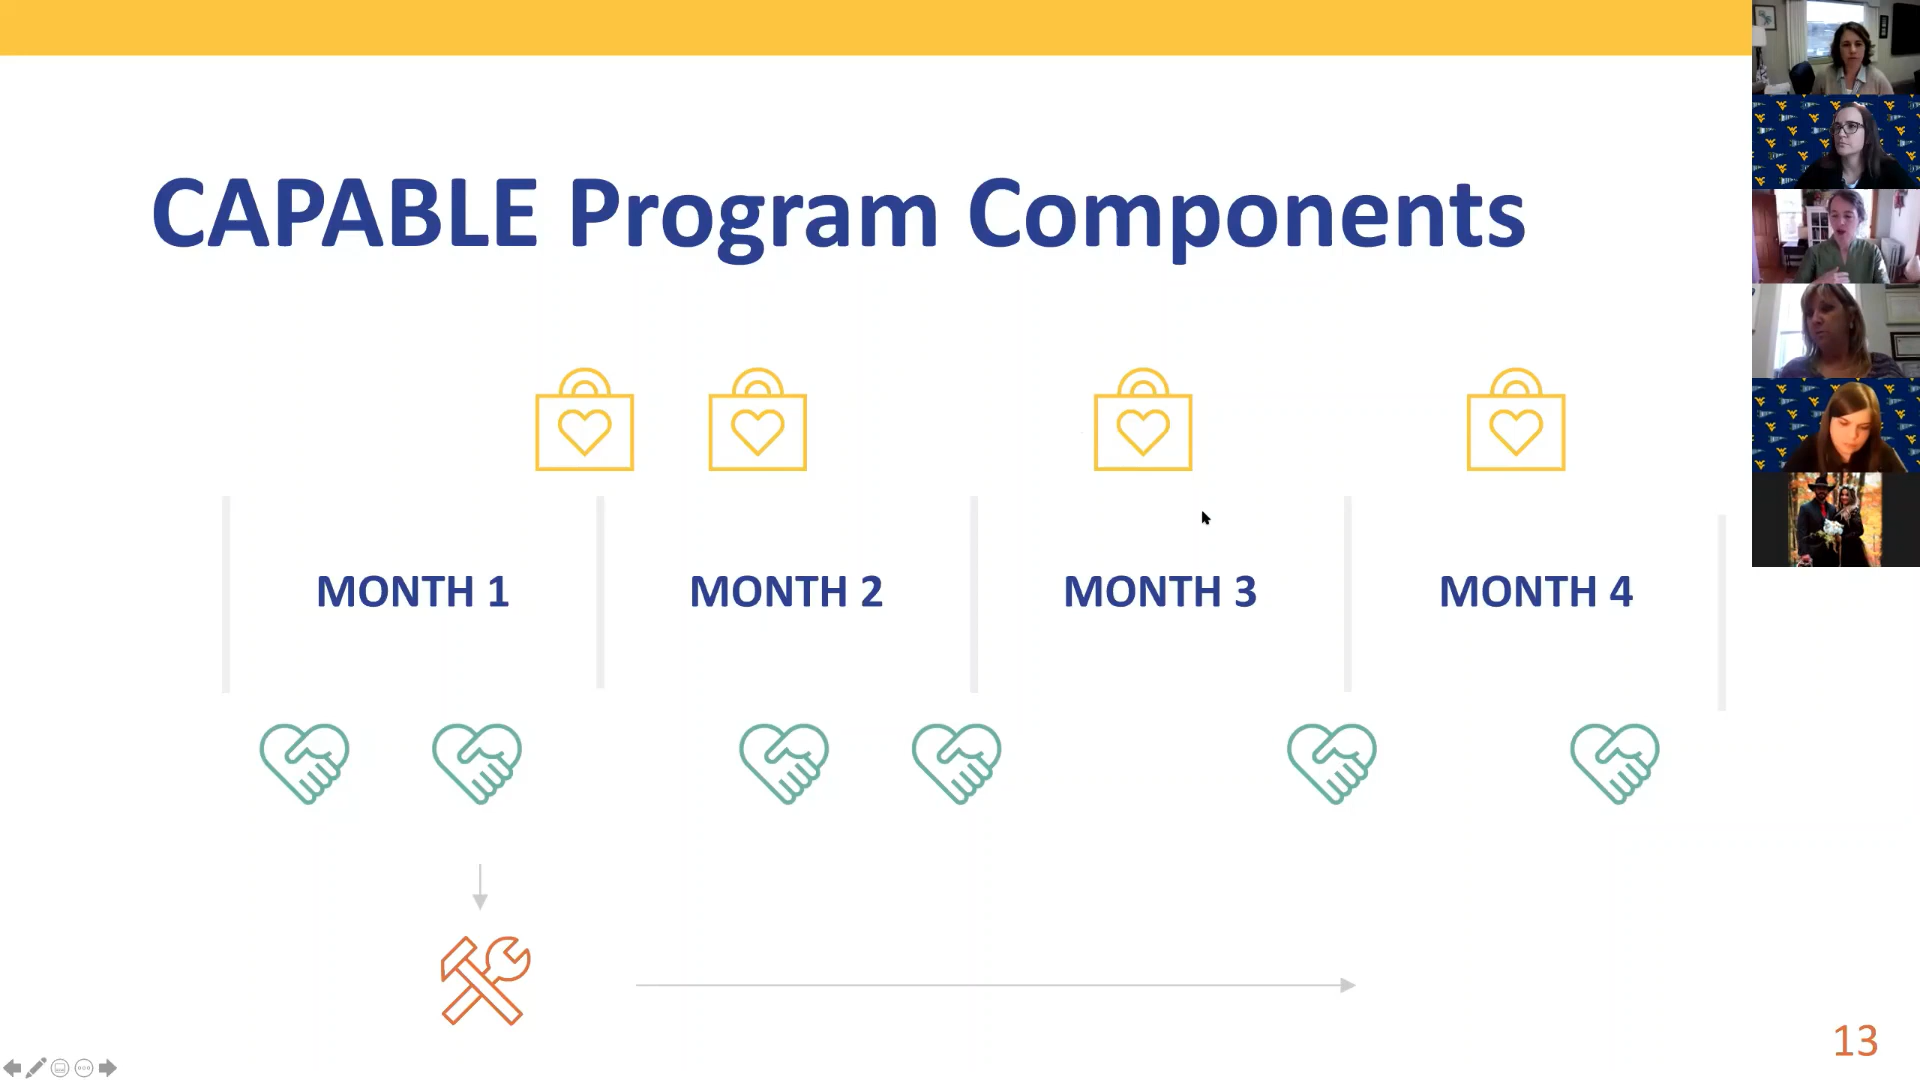 CAPABLE Program Components
MONTH 1
MONTH 2
MONTH 3
MONTH 4
13